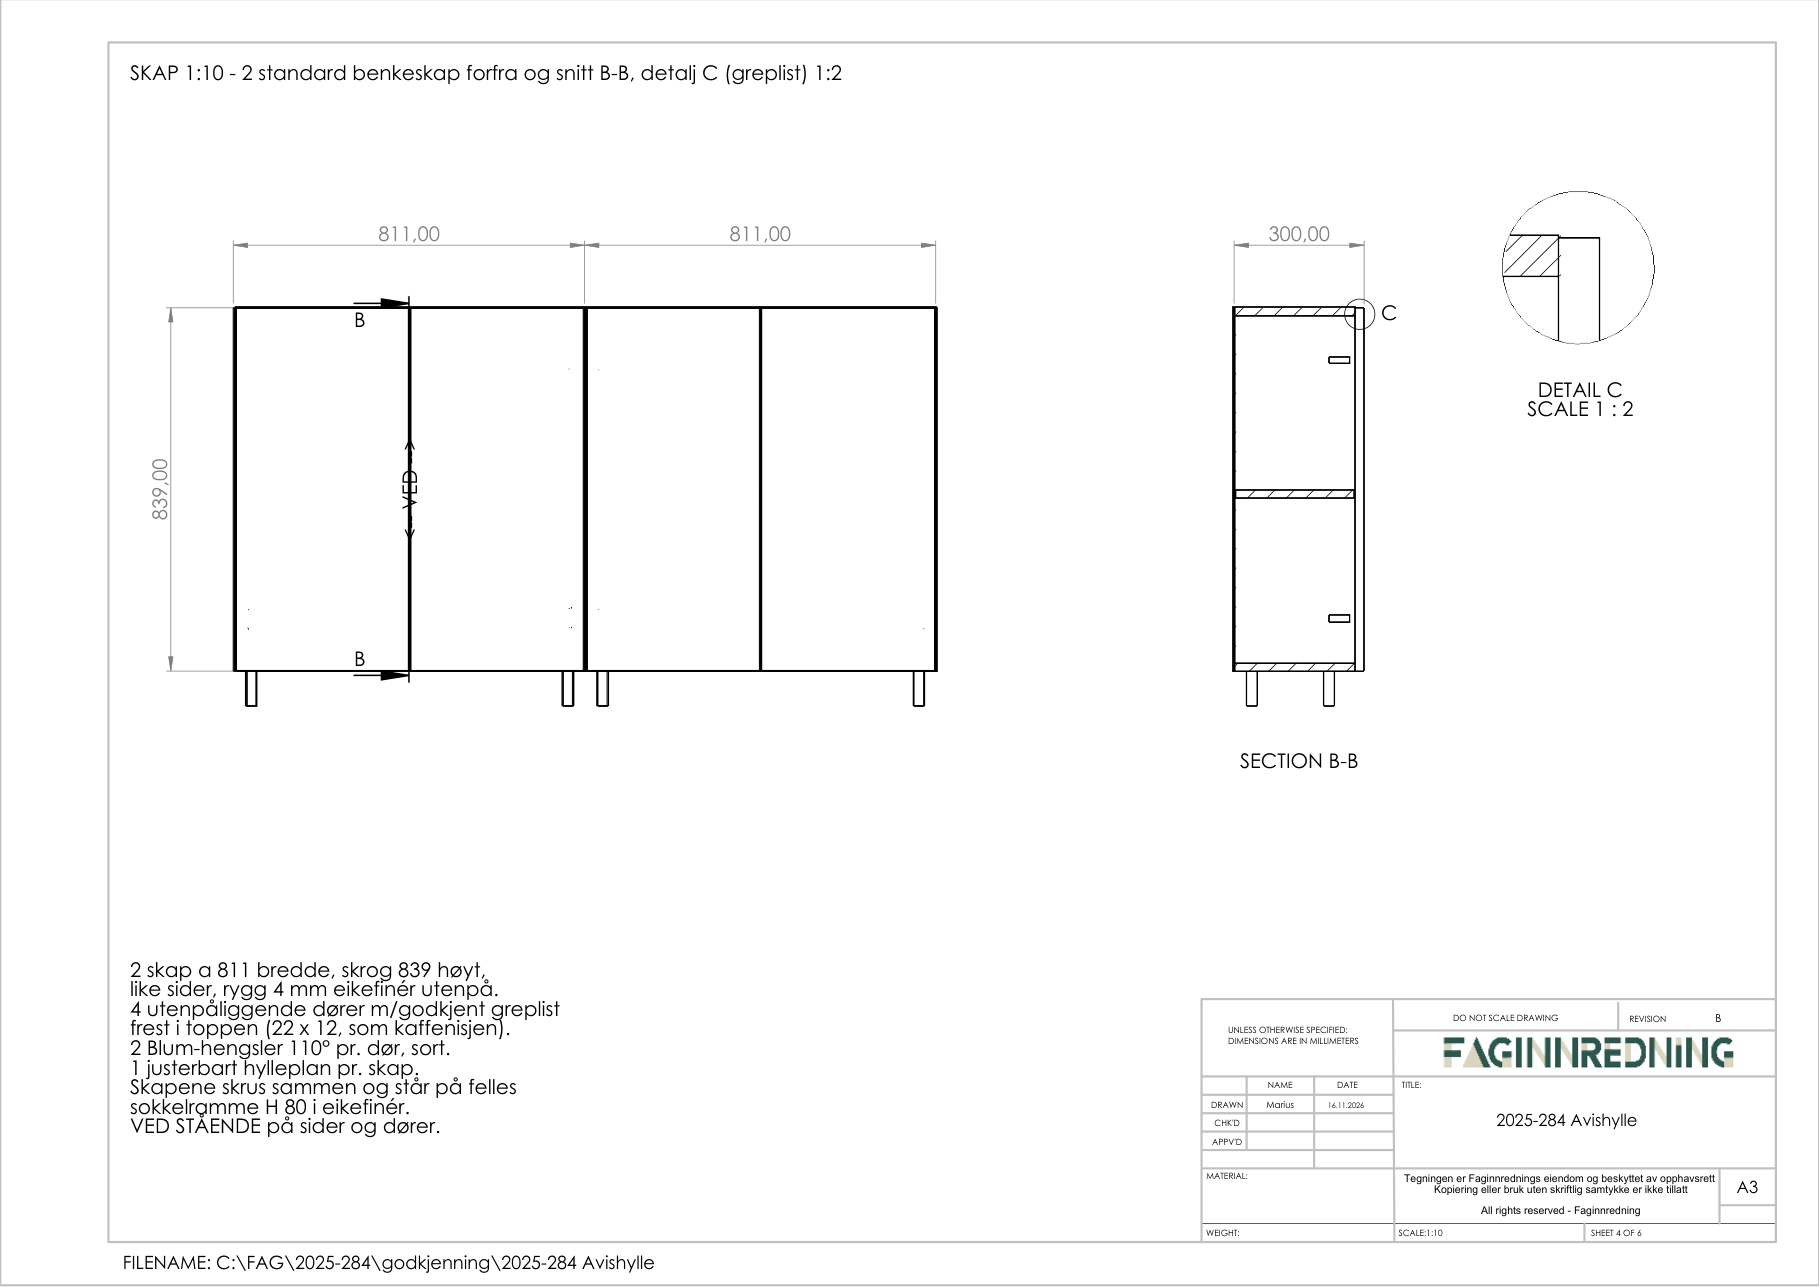 SKAP 1:10 - 2 standard benkeskap forfra og snitt B-B, detalj C (greplist) 1:2
811,00
811,00
300,00
B
C
839,00
<-- VED -->
DETAIL C
SCALE 1 : 2
B
SECTION B-B
2 skap a 811 bredde, skrog 839 høyt,
like sider, rygg 4 mm eikefinér utenpå.
4 utenpåliggende dører m/godkjent greplist
frest i toppen (22 x 12, som kaffenisjen).
2 Blum-hengsler 110° pr. dør, sort.
1 justerbart hylleplan pr. skap.
Skapene skrus sammen og står på felles
sokkelramme H 80 i eikefinér.
VED STÅENDE på sider og dører.
UNLESS OTHERWISE SPECIFIED:
DIMENSIONS ARE IN MILLIMETERS
DO NOT SCALE DRAWING
REVISION B
FAGINNREDNiNG
NAME DATE
DRAWN Marius 16.11.2026
CHK'D
APPV'D
TITLE:
2025-284 Avishylle
MATERIAL:
Tegningen er Faginnrednings eiendom og beskyttet av opphavsrett
Kopiering eller bruk uten skriftlig samtykke er ikke tillatt
All rights reserved - Faginnredning
A3
WEIGHT:
SCALE:1:10
SHEET 4 OF 6
FILENAME: C:\FAG\2025-284\godkjenning\2025-284 Avishylle